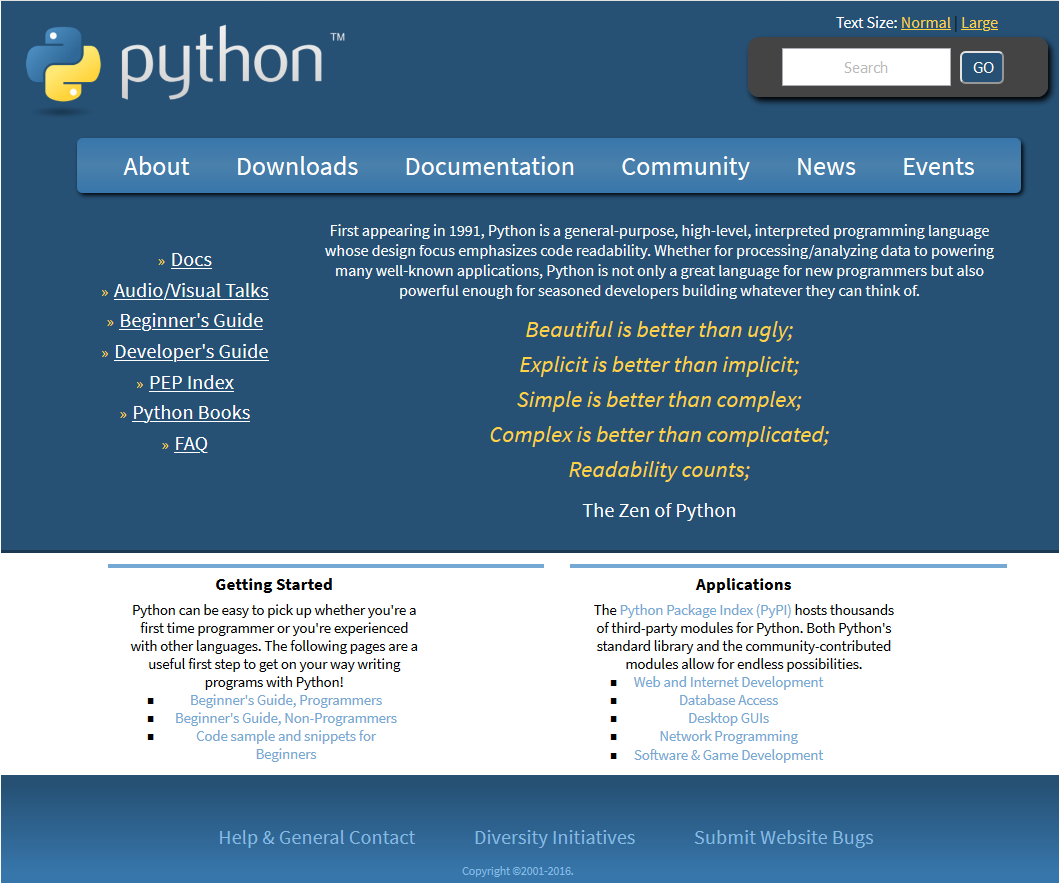 python™
Text Size: Normal | Large
Search
GO
About Downloads Documentation Community News Events
» Docs
» Audio/Visual Talks
» Beginner's Guide
» Developer's Guide
» PEP Index
» Python Books
» FAQ
First appearing in 1991, Python is a general-purpose, high-level, interpreted programming language
whose design focus emphasizes code readability. Whether for processing/analyzing data to powering
many well-known applications, Python is not only a great language for new programmers but also
powerful enough for seasoned developers building whatever they can think of.
Beautiful is better than ugly;
Explicit is better than implicit;
Simple is better than complex;
Complex is better than complicated;
Readability counts;
The Zen of Python
Getting Started
Python can be easy to pick up whether you're a
first time programmer or you're experienced
with other languages. The following pages are a
useful first step to get on your way writing
programs with Python!
▪ Beginner's Guide, Programmers
▪ Beginner's Guide, Non-Programmers
▪ Code sample and snippets for
Beginners
Applications
The Python Package Index (PyPI) hosts thousands
of third-party modules for Python. Both Python's
standard library and the community-contributed
modules allow for endless possibilities.
▪ Web and Internet Development
▪ Database Access
▪ Desktop GUIs
▪ Network Programming
▪ Software & Game Development
Help & General Contact Diversity Initiatives Submit Website Bugs
Copyright ©2001-2016.